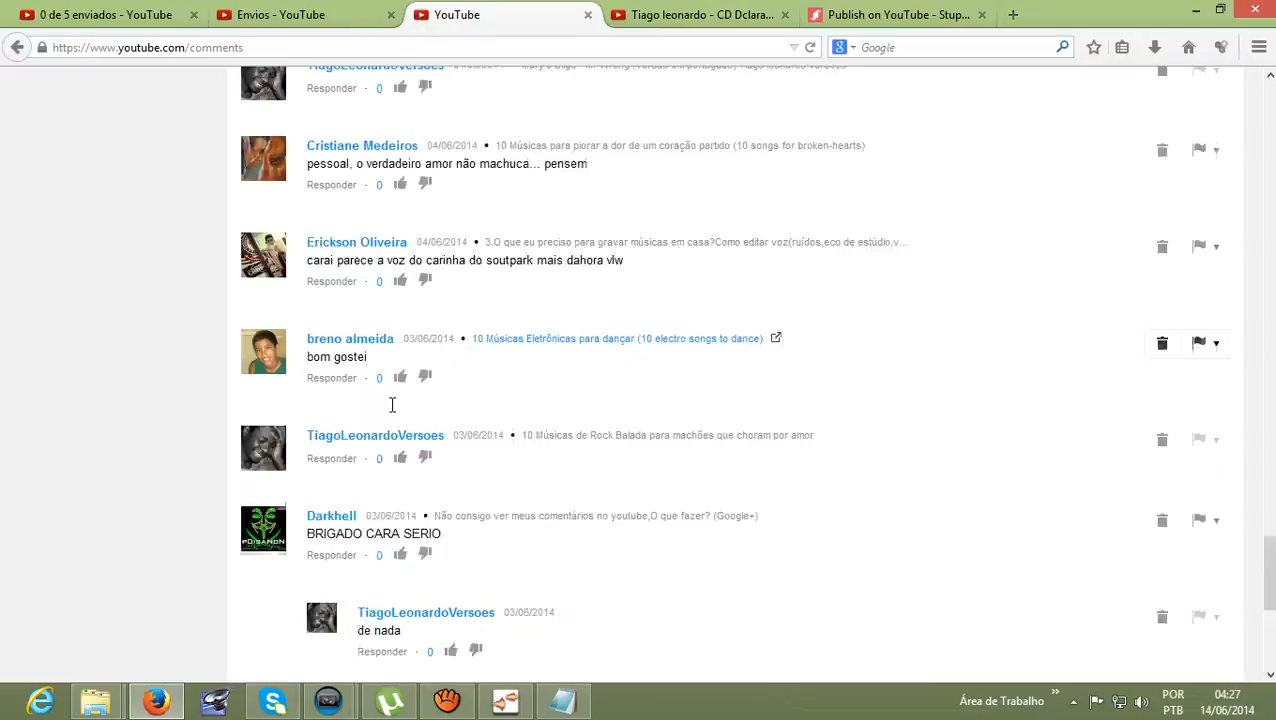 0 de enviados - YouTube
Envios - YouTube
YouTube
Tiago leonardo - CD Dclara...
Publish on YouTube - Stup...
https://www.youtube.com/comments
Google
TiagoLeonardoVersoes
Responder · 0
Cristiane Medeiros 04/06/2014 • 10 Músicas para piorar a dor de um coração partido (10 songs for broken-hearts)
pessoal, o verdadeiro amor não machuca... pensem
Responder · 0
Erickson Oliveira 04/06/2014 • 3.O que eu preciso para gravar músicas em casa?Como editar voz(ruídos,eco de estúdio,v...
carai parece a voz do carinha do soutpark mais dahora vlw
Responder · 0
breno almeida 03/06/2014 • 10 Músicas Eletrônicas para dançar (10 electro songs to dance)
bom gostei
Responder · 0
TiagoLeonardoVersoes 03/06/2014 • 10 Músicas de Rock Balada para machões que choram por amor
Responder · 0
Darkhell 03/06/2014 • Não consigo ver meus comentários no youtube,O que fazer? (Google+)
BRIGADO CARA SERIO
Responder · 0
TiagoLeonardoVersoes 03/06/2014
de nada
Responder · 0
Área de Trabalho
POR
PTB
04:27
14/06/2014